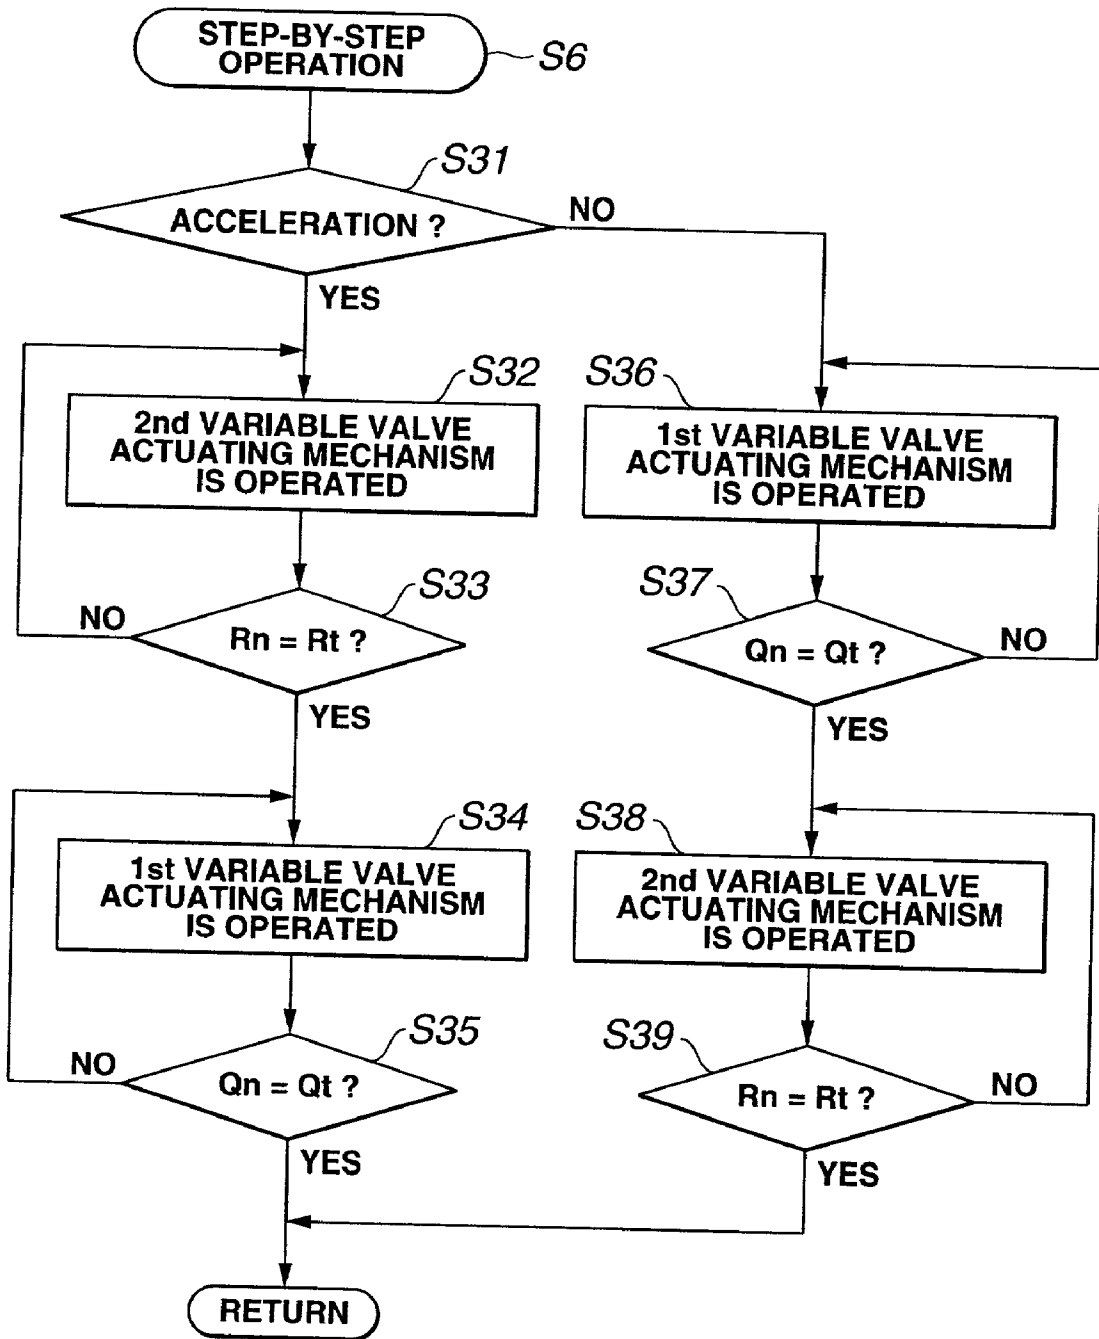 STEP-BY-STEP
OPERATION
S6
S31
ACCELERATION ?
NO
YES
S32
2nd VARIABLE VALVE
ACTUATING MECHANISM
IS OPERATED
S33
NO
Rn = Rt ?
YES
S34
1st VARIABLE VALVE
ACTUATING MECHANISM
IS OPERATED
S35
NO
Qn = Qt ?
YES
S36
1st VARIABLE VALVE
ACTUATING MECHANISM
IS OPERATED
S37
Qn = Qt ?
NO
YES
S38
2nd VARIABLE VALVE
ACTUATING MECHANISM
IS OPERATED
S39
Rn = Rt ?
NO
YES
RETURN